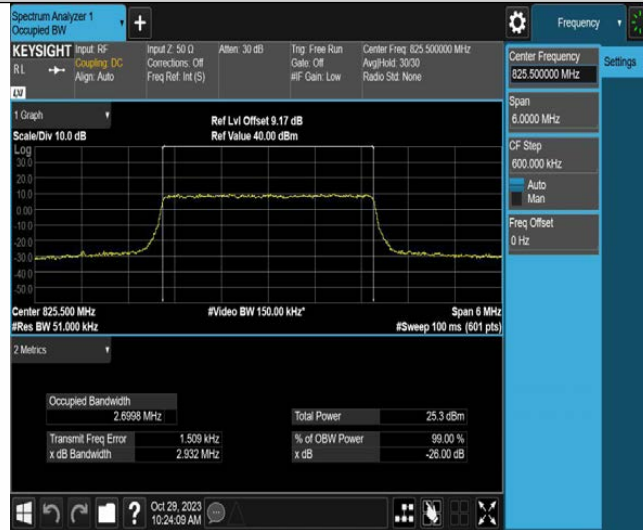 Spectrum Analyzer 1
Occupied BW
Frequency
KEYSIGHT
RL
LXI
Input: RF
Coupling: DC
Align: Auto
Input Z: 50 Ω
Corrections: Off
Freq Ref: Int (S)
Atten: 30 dB
Trig: Free Run
Gate: Off
#IF Gain: Low
Center Freq: 825.500000 MHz
Avg|Hold: 30/30
Radio Std: None
Center Frequency
825.500000 MHz
Settings
Span
6.0000 MHz
CF Step
600.000 kHz
Auto
Man
Freq Offset
0 Hz
1 Graph
Scale/Div 10.0 dB
Ref Lvl Offset 9.17 dB
Ref Value 40.00 dBm
Log
30.0
20.0
10.0
0.00
-10.0
-20.0
-30.0
-40.0
-50.0
Center 825.500 MHz
#Video BW 150.00 kHz*
Span 6 MHz
#Res BW 51.000 kHz
#Sweep 100 ms (601 pts)
2 Metrics
Occupied Bandwidth
2.6998 MHz
Total Power 25.3 dBm
Transmit Freq Error 1.509 kHz
% of OBW Power 99.00 %
x dB Bandwidth 2.932 MHz
x dB -26.00 dB
?
Oct 29, 2023
10:24:09 AM